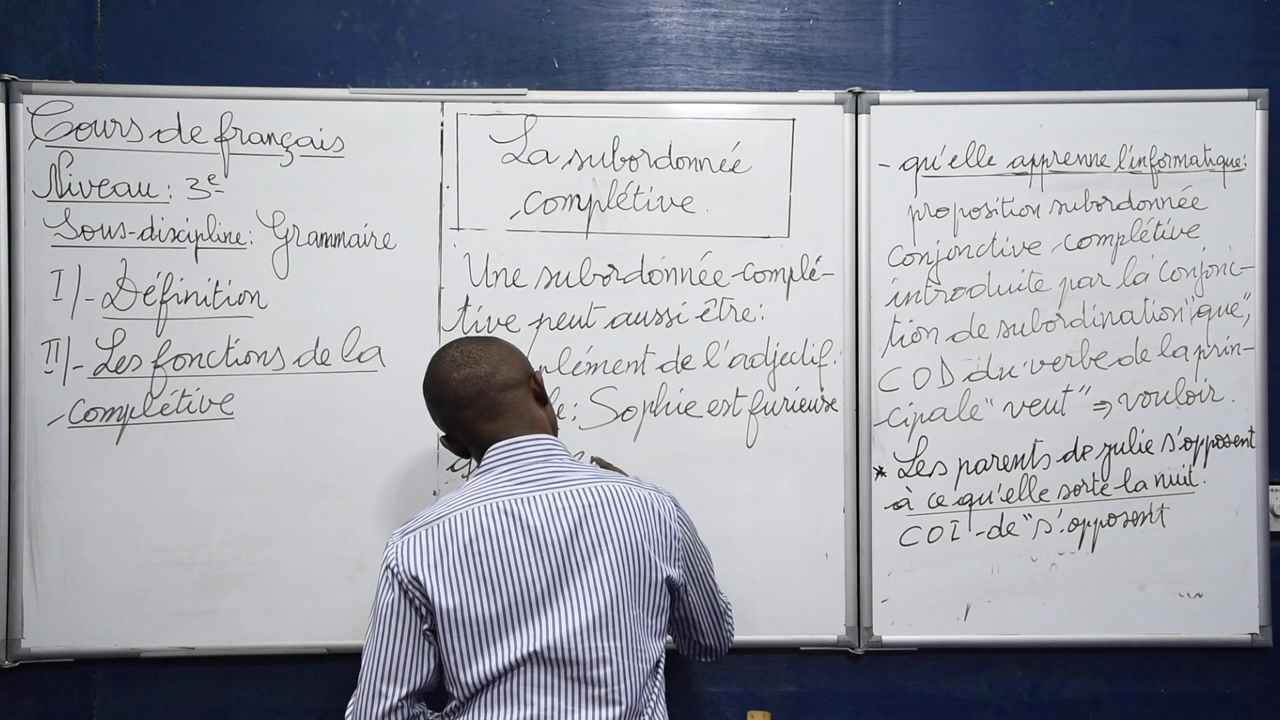 Cours de français
Niveau: 3e
Sous-discipline: Grammaire
I)-Définition
II)-Les fonctions de la
complétive
La subordonnée
complétive.
Une subordonnée complé-
tive peut aussi être:
plément de l'adjectif.
le: Sophie est furieuse
- qu'elle apprenne l'informatique:
proposition subordonnée
conjonctive complétive
introduite par la conjonc-
tion de subordination "que",
COD du verbe de la prin-
cipale "veut" ⇒ vouloir.
* Les parents de julie s'opposent
à ce qu'elle sorte la nuit.
COI de "s'opposent